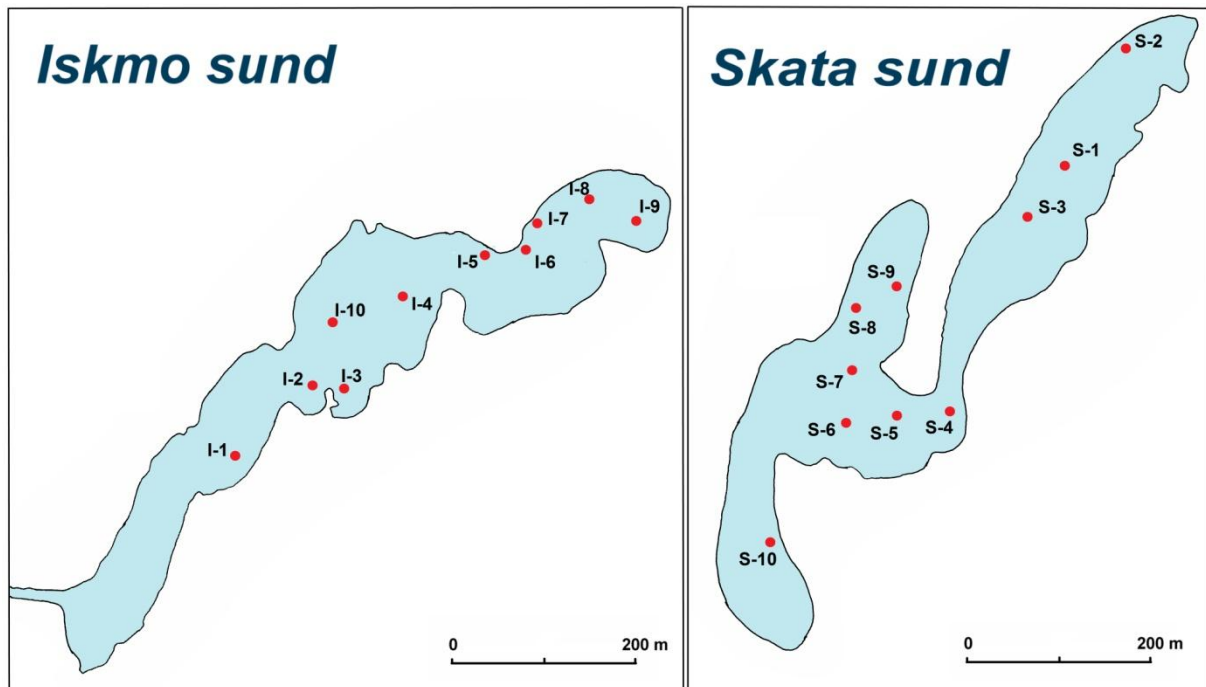 Iskmo sund
I-8
I-9
I-7
I-5
I-6
I-4
I-10
I-2
I-3
I-1
0
200 m
Skata sund
S-2
S-1
S-3
S-9
S-8
S-7
S-6
S-5
S-4
S-10
0
200 m